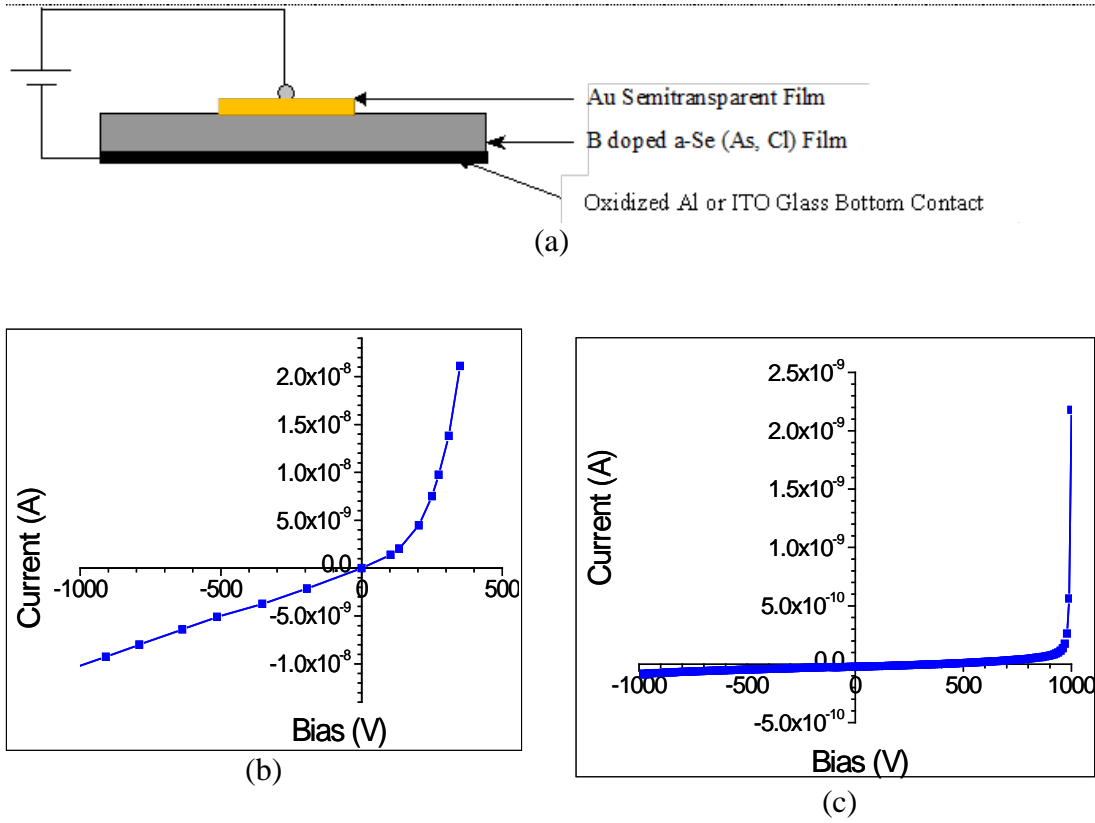 Au Semitransparent Film
B doped a-Se (As, Cl) Film
Oxidized Al or ITO Glass Bottom Contact
(a)
2.0x10⁻⁸
1.5x10⁻⁸
1.0x10⁻⁸
5.0x10⁻⁹
0.0
-1000 -500 0 500
-5.0x10⁻⁹
-1.0x10⁻⁸
Current (A)
Bias (V)
(b)
2.5x10⁻⁹
2.0x10⁻⁹
1.5x10⁻⁹
1.0x10⁻⁹
5.0x10⁻¹⁰
0.0
-1000 -500 0 500 1000
-5.0x10⁻¹⁰
Current (A)
Bias (V)
(c)